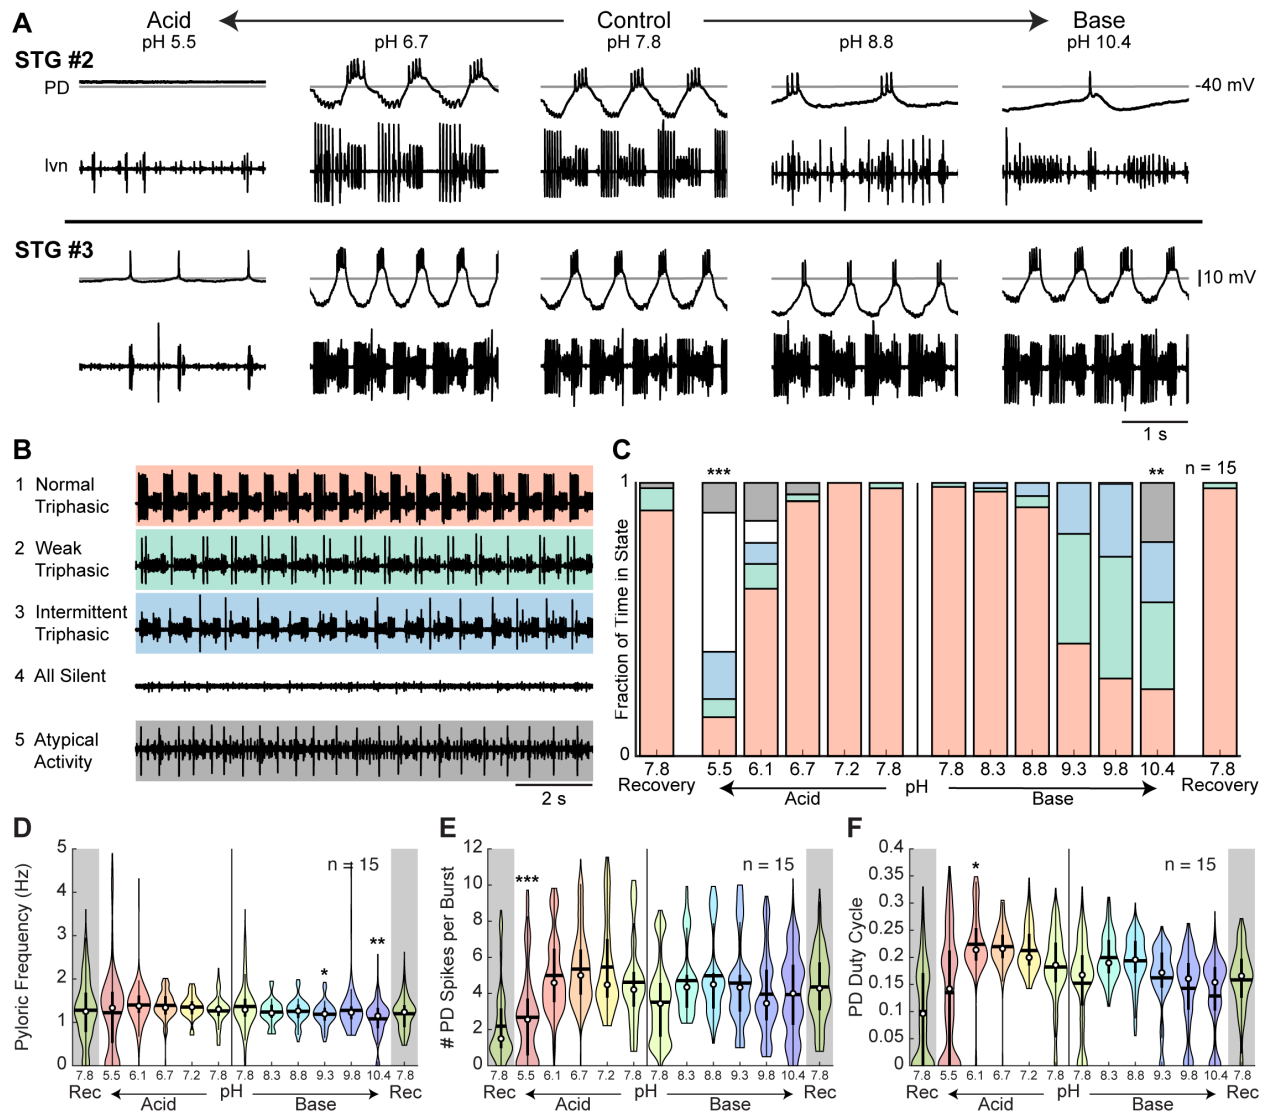 A
Acid
Control
Base
pH 5.5
pH 6.7
pH 7.8
pH 8.8
pH 10.4
STG #2
PD
-40 mV
lvn
STG #3
10 mV
1 s
B
1 Normal Triphasic
2 Weak Triphasic
3 Intermittent Triphasic
4 All Silent
5 Atypical Activity
2 s
C
*** ** n = 15
Fraction of Time in State
1
0
7.8 5.5 6.1 6.7 7.2 7.8 7.8 8.3 8.8 9.3 9.8 10.4 7.8
Recovery Acid pH Base Recovery
D
Pyloric Frequency (Hz)
5
4
3
2
1
0
n = 15
* **
7.8 5.5 6.1 6.7 7.2 7.8 7.8 8.3 8.8 9.3 9.8 10.4 7.8
Rec Acid pH Base Rec
E
# PD Spikes per Burst
12
10
8
6
4
2
0
n = 15
***
7.8 5.5 6.1 6.7 7.2 7.8 7.8 8.3 8.8 9.3 9.8 10.4 7.8
Rec Acid pH Base Rec
F
PD Duty Cycle
0.4
0.35
0.3
0.25
0.2
0.15
0.1
0.05
0
n = 15
*
7.8 5.5 6.1 6.7 7.2 7.8 7.8 8.3 8.8 9.3 9.8 10.4 7.8
Rec Acid pH Base Rec